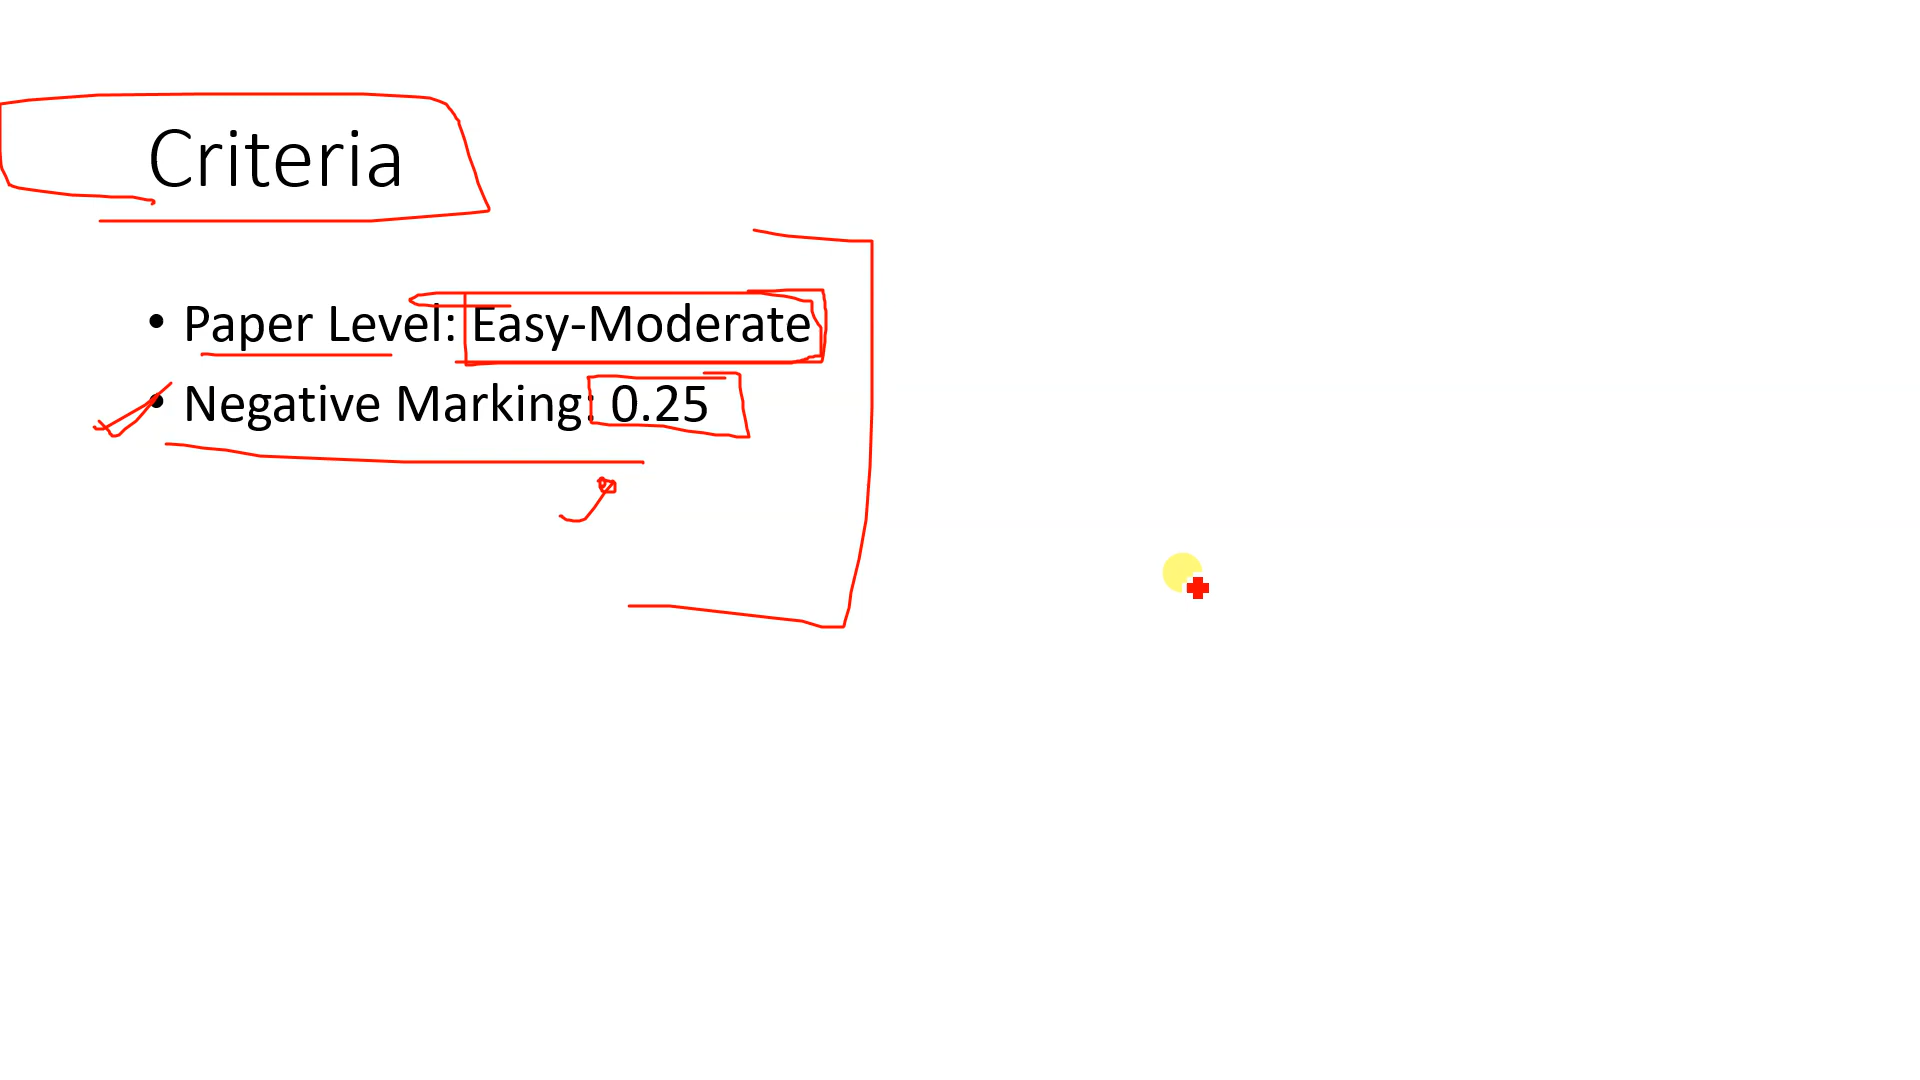 Criteria
• Paper Level: Easy-Moderate
• Negative Marking: 0.25